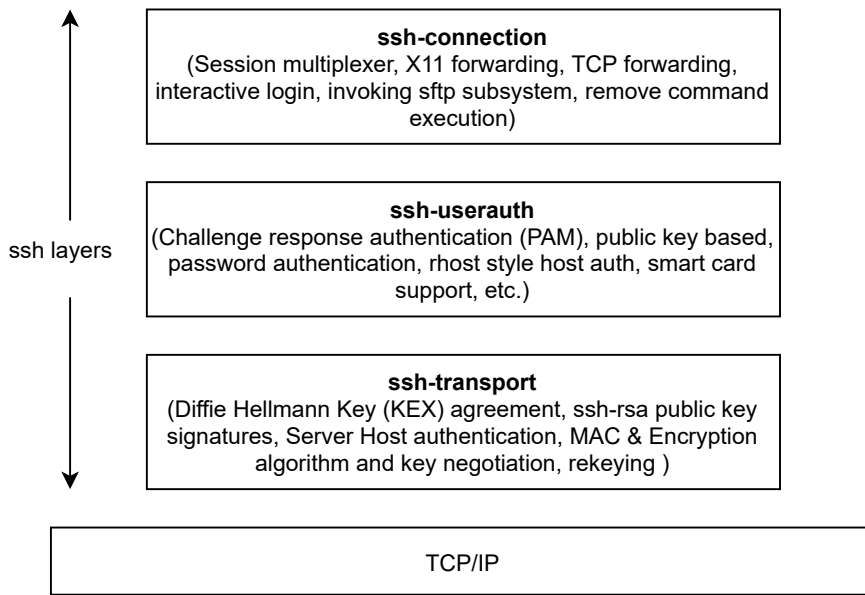 ssh-connection
(Session multiplexer, X11 forwarding, TCP forwarding,
interactive login, invoking sftp subsystem, remove command
execution)
ssh-userauth
(Challenge response authentication (PAM), public key based,
password authentication, rhost style host auth, smart card
support, etc.)
ssh layers
ssh-transport
(Diffie Hellmann Key (KEX) agreement, ssh-rsa public key
signatures, Server Host authentication, MAC & Encryption
algorithm and key negotiation, rekeying )
TCP/IP